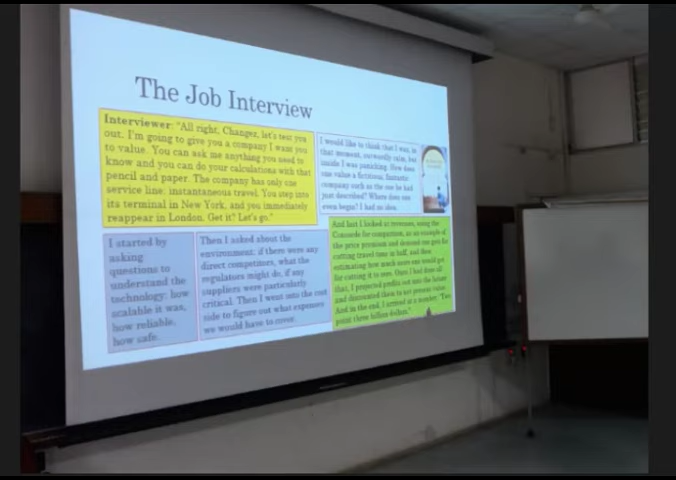 The Job Interview
Interviewer: "All right, Changer, let's test you
out. I'm going to give you a company I want you
to value. You can ask me anything you need to
know and you can do your calculations with that
pencil and paper. The company has only one
service line: instantaneous travel. You step into
its terminal in New York, and you immediately
reappear in London. Get it? Let's go."
I would like to think that I was, in
that moment, outwardly calm, but
inside I was panicking. How does
one value a fictional, fantastic
company such as the one he had
just described? Where does one
even begin? I had no idea.
I started by
asking
questions to
understand the
technology: how
scalable it was,
how reliable,
how safe.
Then I asked about the
environment: if there were any
direct competitors, what the
regulators might do, if any
suppliers were particularly
critical. Then I went into the cost
side to figure out what expenses
we would have to cover.
And last I looked at revenues, using the
Concorde for comparison, as an example of
the price premium and demand one gets for
cutting travel time in half, and then
estimating how much more one would get
for cutting it to zero. Once I had done all
that, I projected profits out into the future
and discounted them to net present value.
And in the end, I arrived at a number: "Two
point three billion dollars."